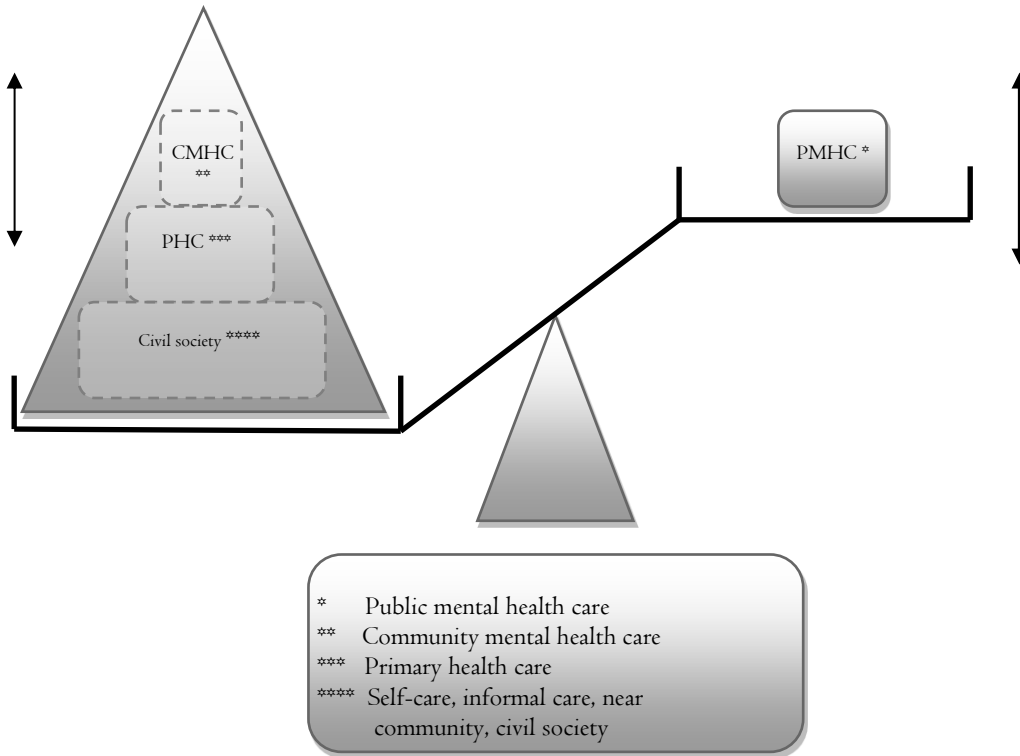 CMHC
**
PMHC *
PHC ***
Civil society ****
* Public mental health care
** Community mental health care
*** Primary health care
**** Self-care, informal care, near
community, civil society